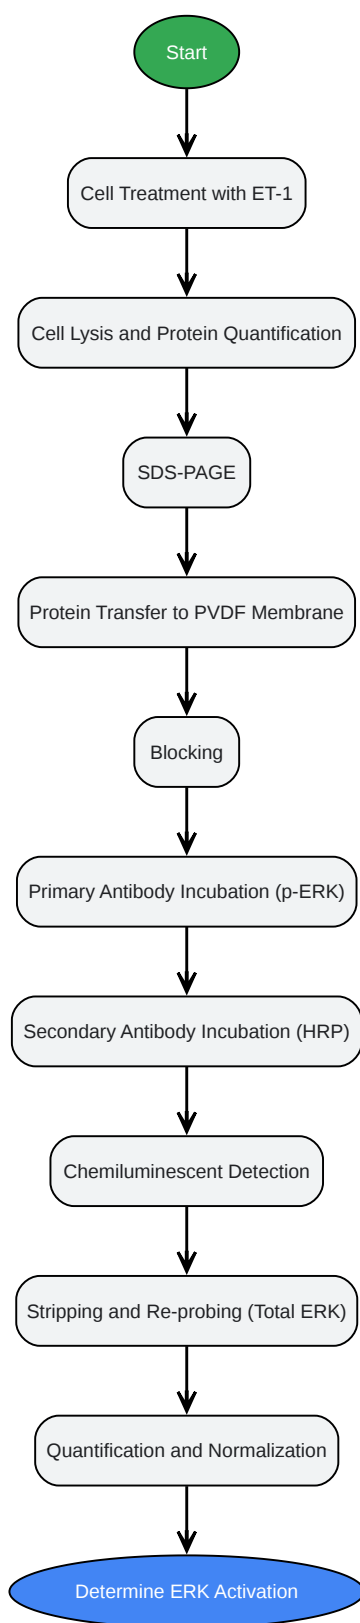 Start
Cell Treatment with ET-1
Cell Lysis and Protein Quantification
SDS-PAGE
Protein Transfer to PVDF Membrane
Blocking
Primary Antibody Incubation (p-ERK)
Secondary Antibody Incubation (HRP)
Chemiluminescent Detection
Stripping and Re-probing (Total ERK)
Quantification and Normalization
Determine ERK Activation